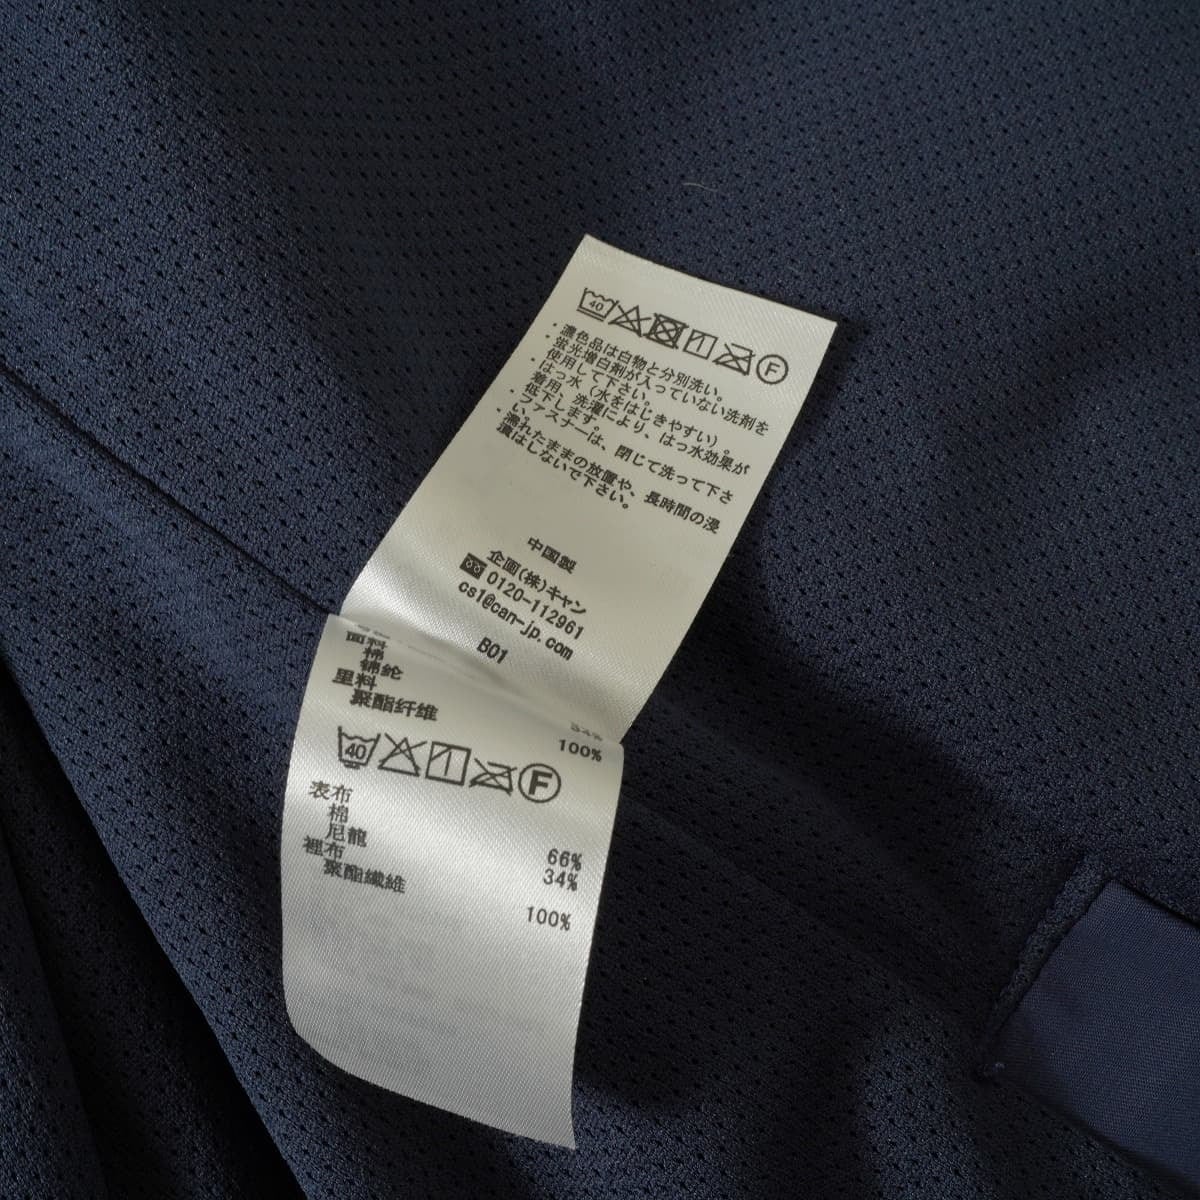 40 F
・濃色品は白物と分別洗い。
・蛍光増白剤が入っていない洗剤を
使用して下さい。
・はっ水（水をはじきやすい）。
着用、洗濯により、はっ水効果が
低下します。
・ファスナーは、閉じて洗って下さ
い。
・濡れたままの放置や、長時間の浸
漬はしないで下さい。
中国製
企画(株)キャン
0120-112961
cs1@can-jp.com
B01
面料
棉
锦纶 34%
里料
聚酯纤维 100%
40 F
表布
棉 66%
尼龍 34%
裡布
聚酯纖維 100%